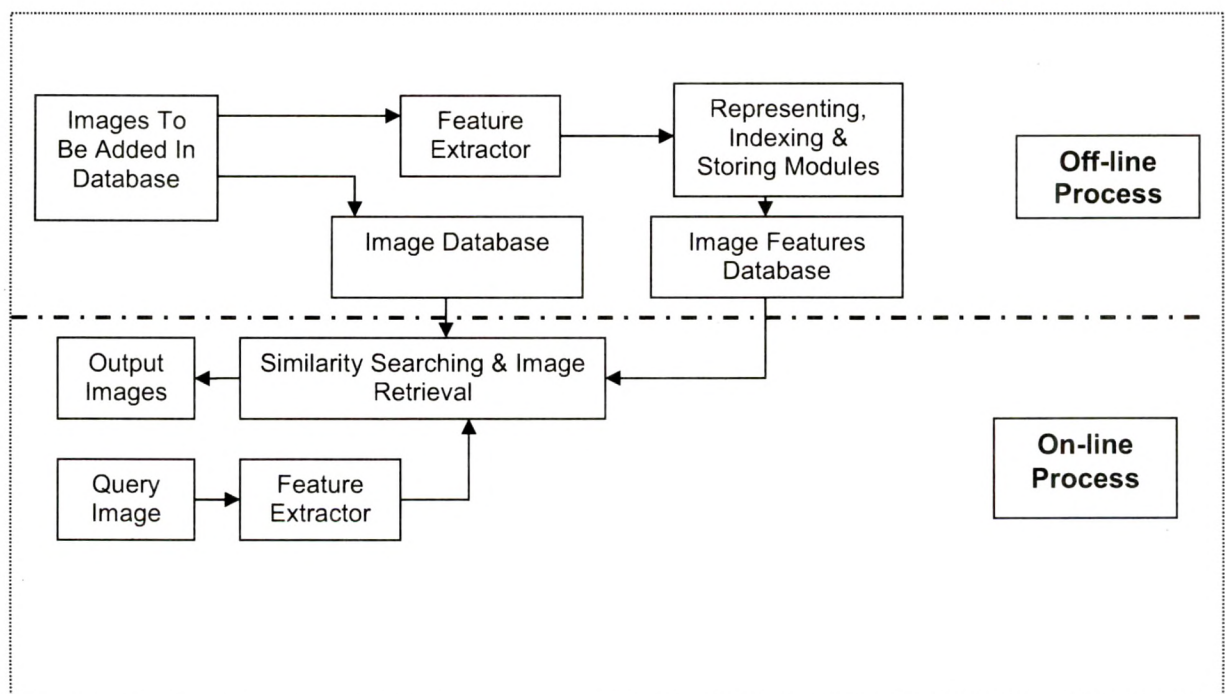 Images To
Be Added In
Database
Feature
Extractor
Representing,
Indexing &
Storing Modules
Off-line
Process
Image Database
Image Features
Database
Output
Images
Similarity Searching & Image
Retrieval
On-line
Process
Query
Image
Feature
Extractor